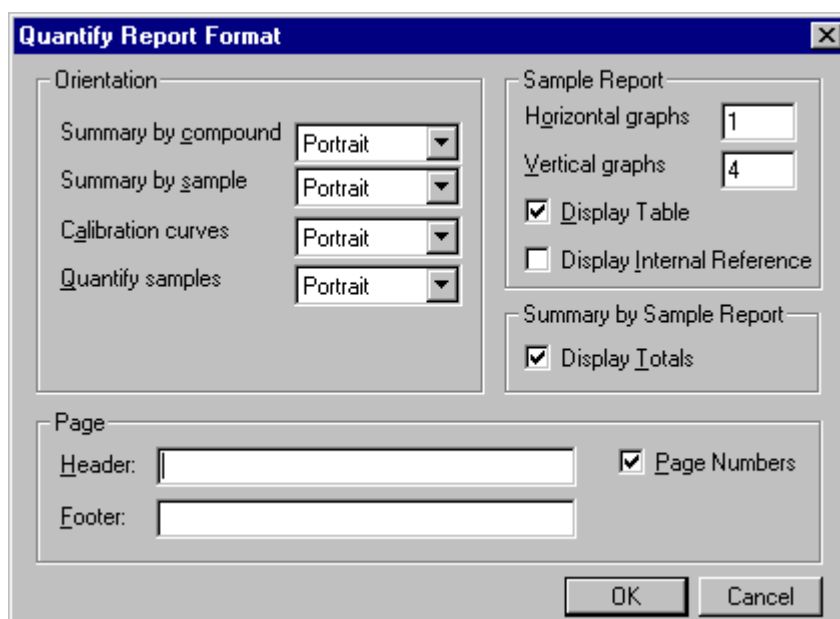 Quantify Report Format
Orientation
Summary by compound Portrait
Summary by sample Portrait
Calibration curves Portrait
Quantify samples Portrait
Sample Report
Horizontal graphs 1
Vertical graphs 4
Display Table
Display Internal Reference
Summary by Sample Report
Display Totals
Page
Header:
Page Numbers
Footer:
OK Cancel